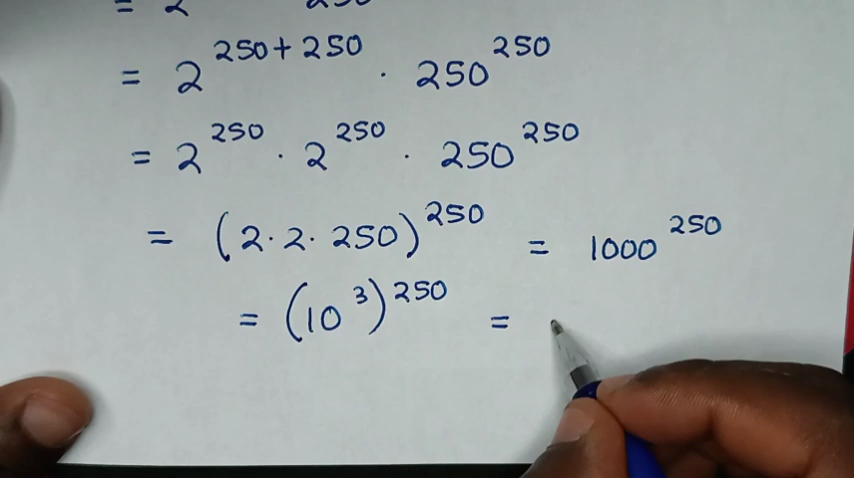 = 2
= 2^250+250 · 250^250
= 2^250 · 2^250 · 250^250
= (2·2·250)^250 = 1000^250
= (10^3)^250 =